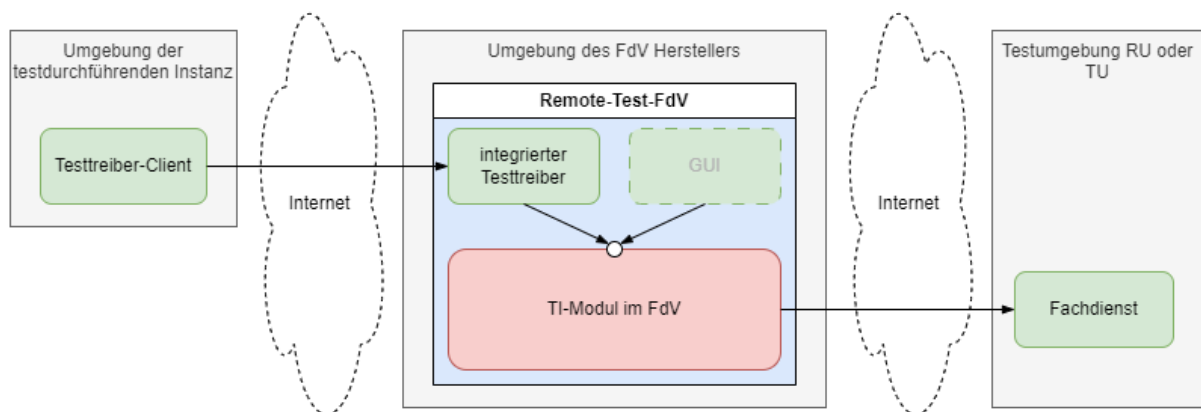 Umgebung der
testdurchführenden Instanz
Testtreiber-Client
Internet
Umgebung des FdV Herstellers
Remote-Test-FdV
integrierter
Testtreiber
GUI
TI-Modul im FdV
Internet
Testumgebung RU oder
TU
Fachdienst